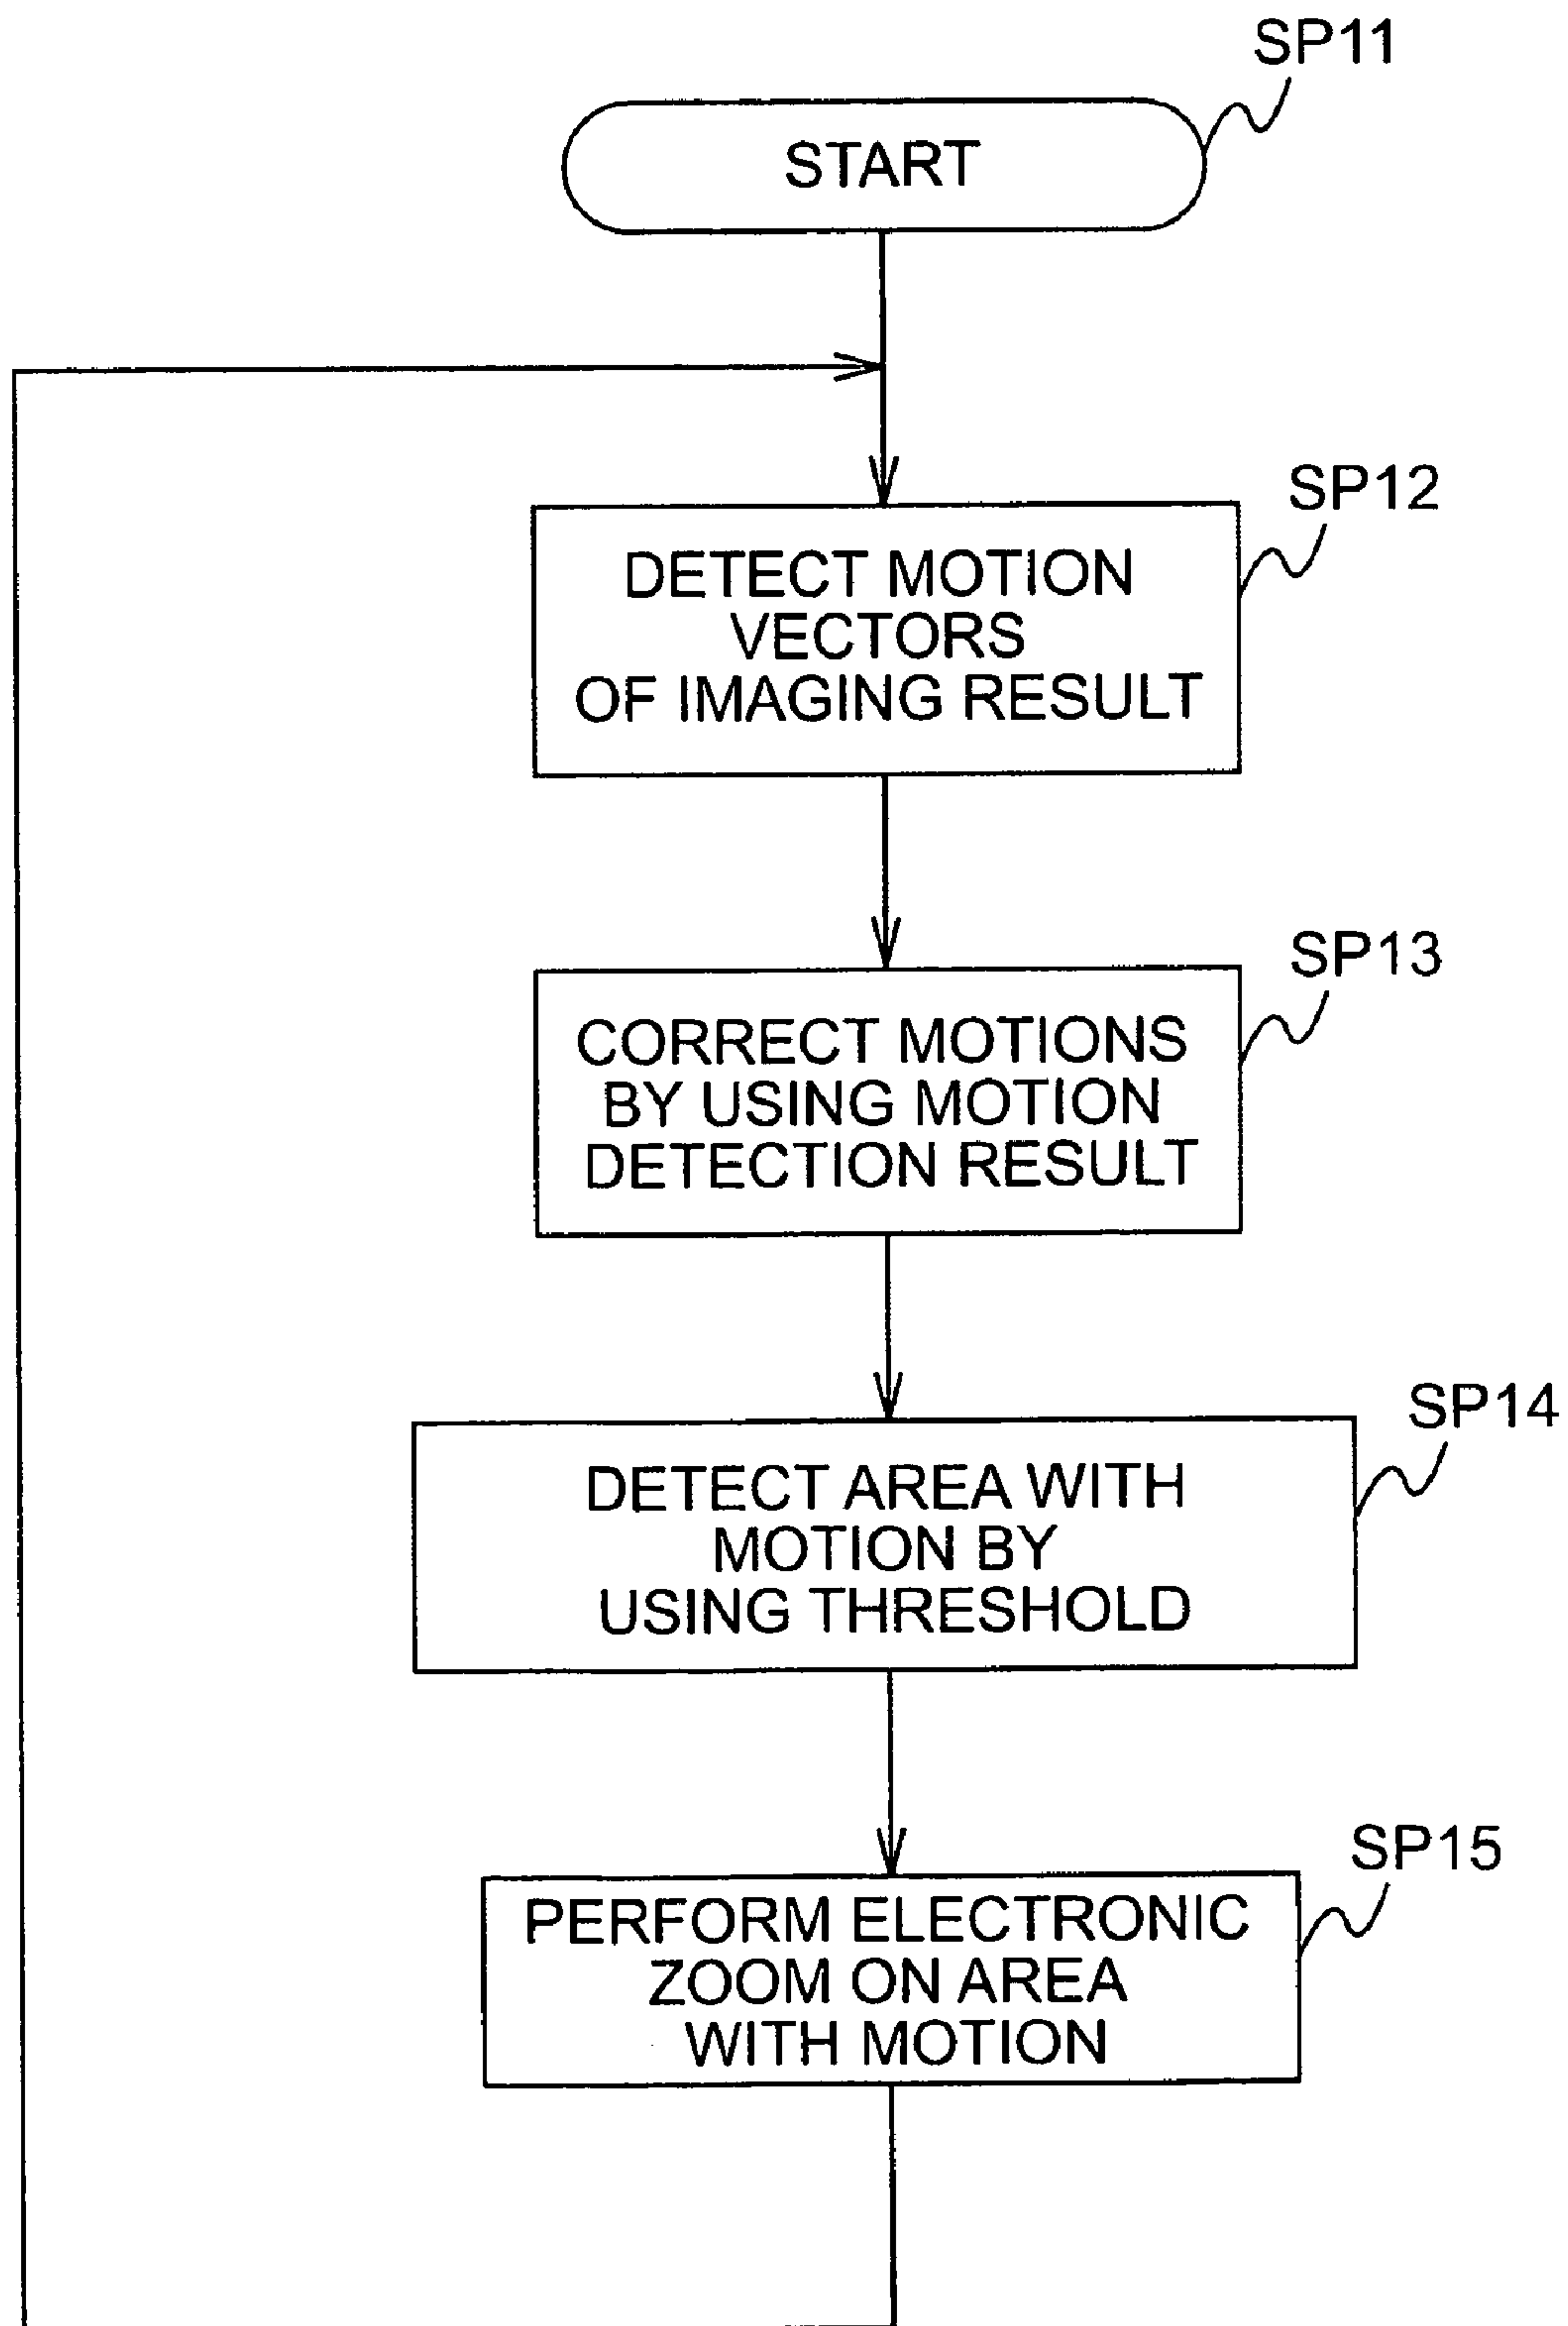 SP11
START
SP12
DETECT MOTION
VECTORS
OF IMAGING RESULT
SP13
CORRECT MOTIONS
BY USING MOTION
DETECTION RESULT
SP14
DETECT AREA WITH
MOTION BY
USING THRESHOLD
SP15
PERFORM ELECTRONIC
ZOOM ON AREA
WITH MOTION